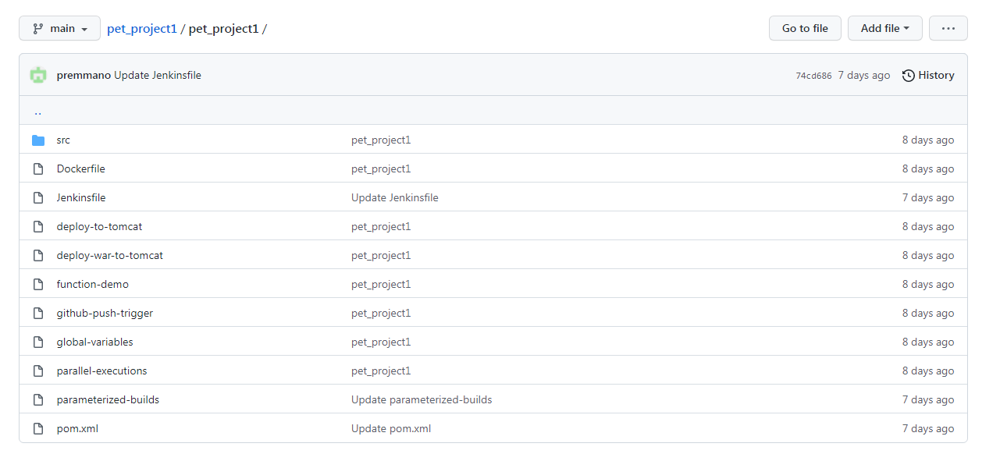 main pet_project1 / pet_project1 / Go to file Add file ...
premmano Update Jenkinsfile 74cd686 7 days ago History
..
src pet_project1 8 days ago
Dockerfile pet_project1 8 days ago
Jenkinsfile Update Jenkinsfile 7 days ago
deploy-to-tomcat pet_project1 8 days ago
deploy-war-to-tomcat pet_project1 8 days ago
function-demo pet_project1 8 days ago
github-push-trigger pet_project1 8 days ago
global-variables pet_project1 8 days ago
parallel-executions pet_project1 8 days ago
parameterized-builds Update parameterized-builds 7 days ago
pom.xml Update pom.xml 7 days ago